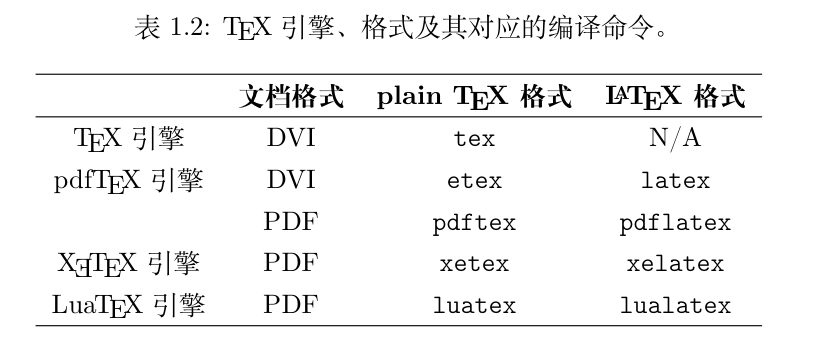 表 1.2: TEX 引擎、格式及其对应的编译命令。
文档格式 plain TEX 格式 LATEX 格式
TEX 引擎 DVI tex N/A
pdfTEX 引擎 DVI etex latex
PDF pdftex pdflatex
XƎTEX 引擎 PDF xetex xelatex
LuaTEX 引擎 PDF luatex lualatex